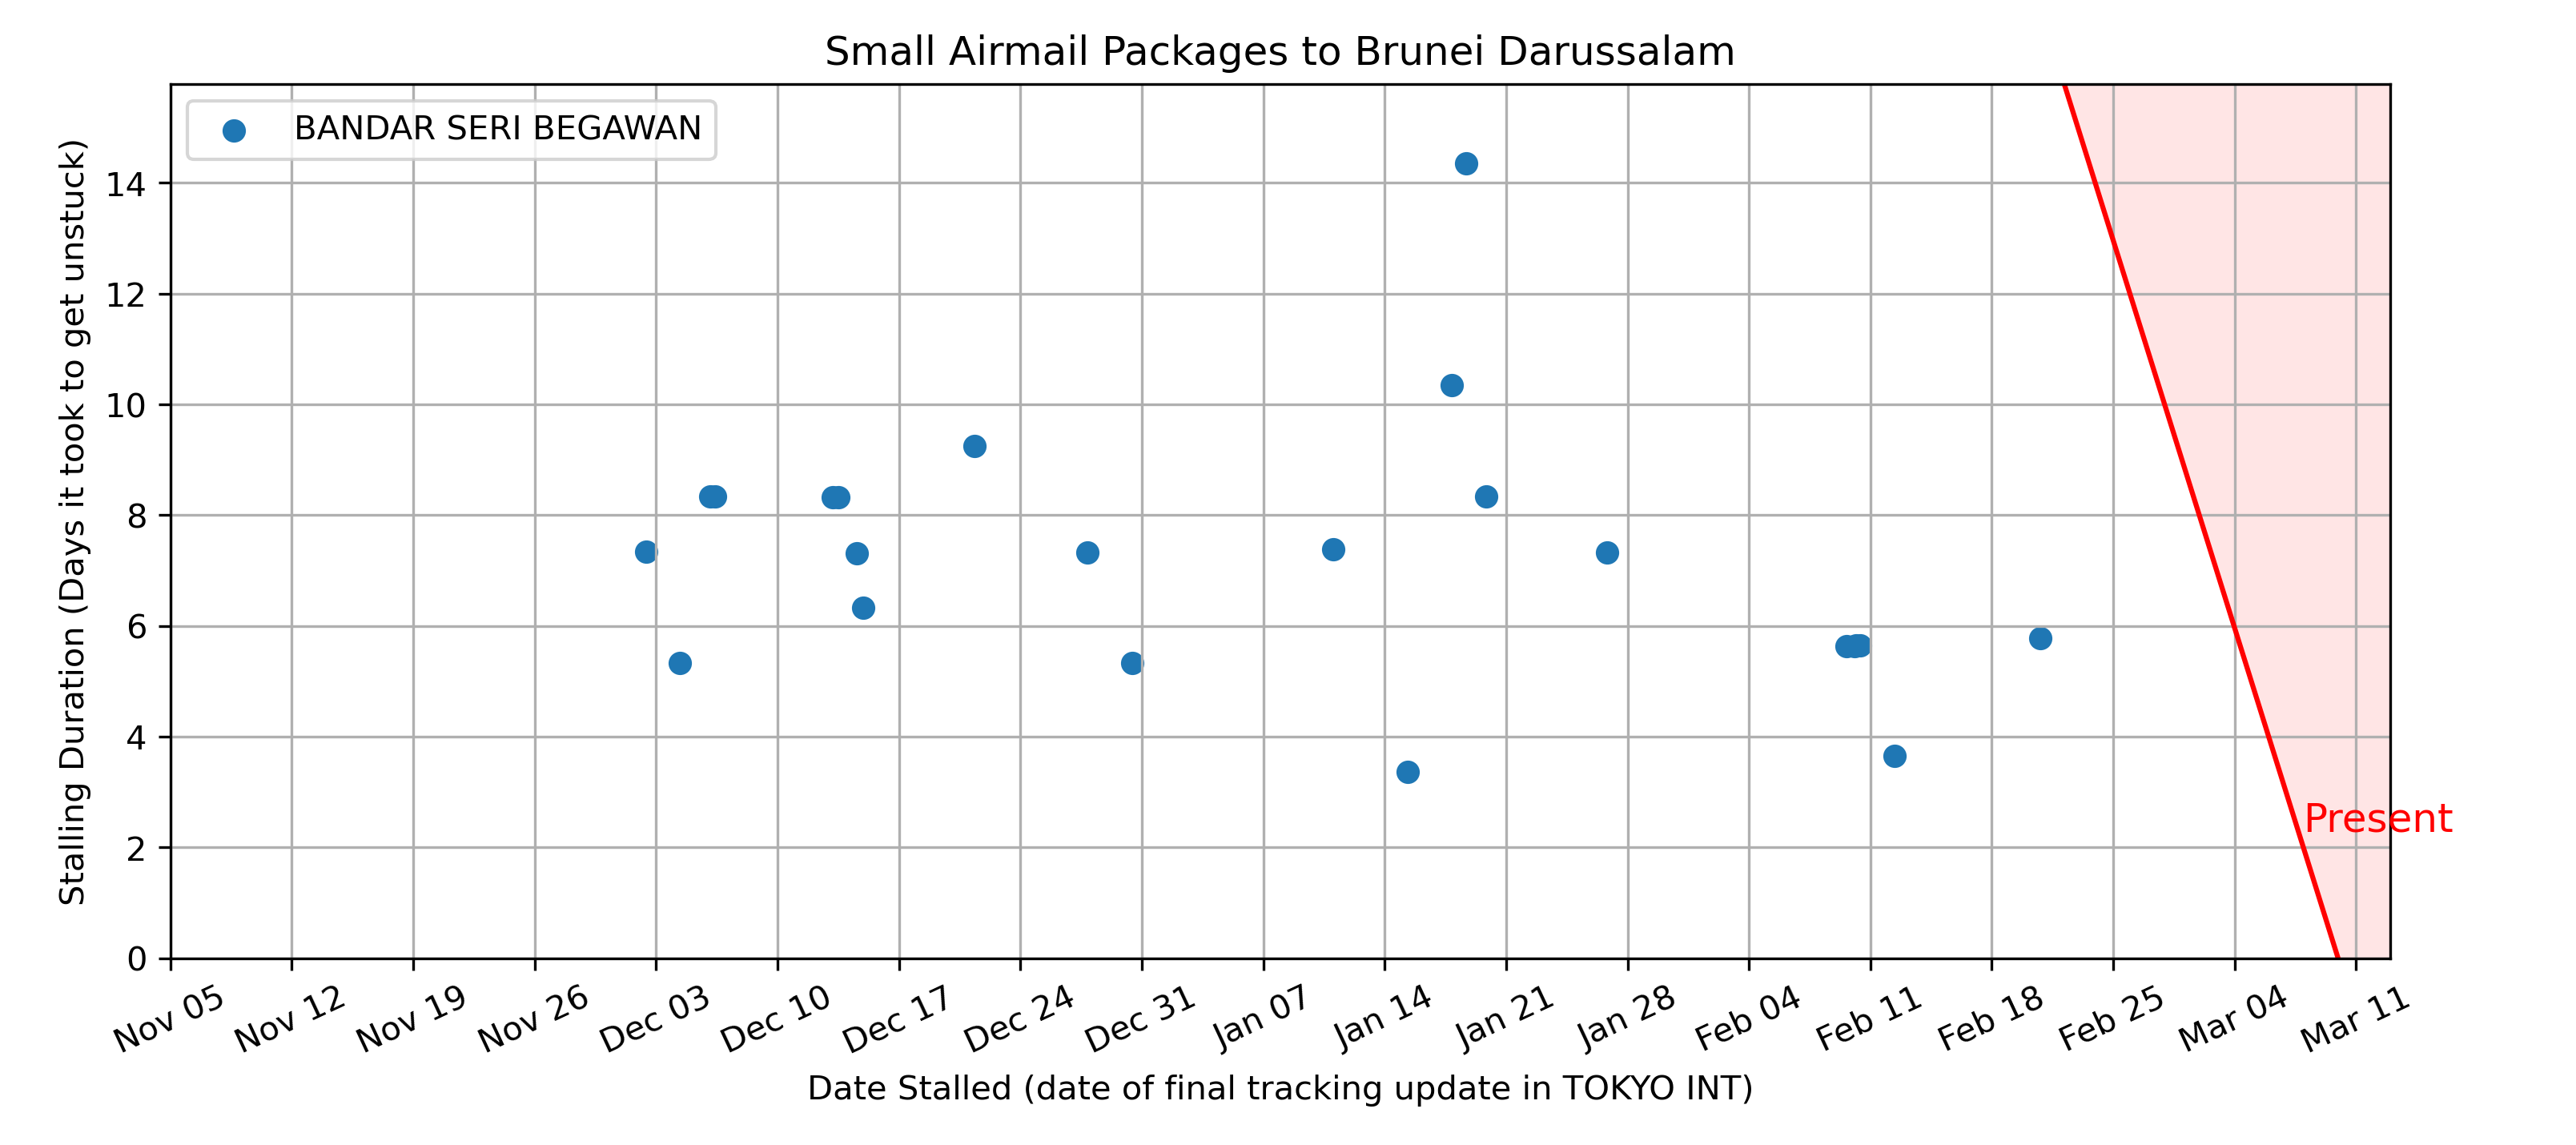 Small Airmail Packages to Brunei Darussalam
BANDAR SERI BEGAWAN
Stalling Duration (Days it took to get unstuck)
14
12
10
8
6
4
2
0
Present
Nov 05
Nov 12
Nov 19
Nov 26
Dec 03
Dec 10
Dec 17
Dec 24
Dec 31
Jan 07
Jan 14
Jan 21
Jan 28
Feb 04
Feb 11
Feb 18
Feb 25
Mar 04
Mar 11
Date Stalled (date of final tracking update in TOKYO INT)